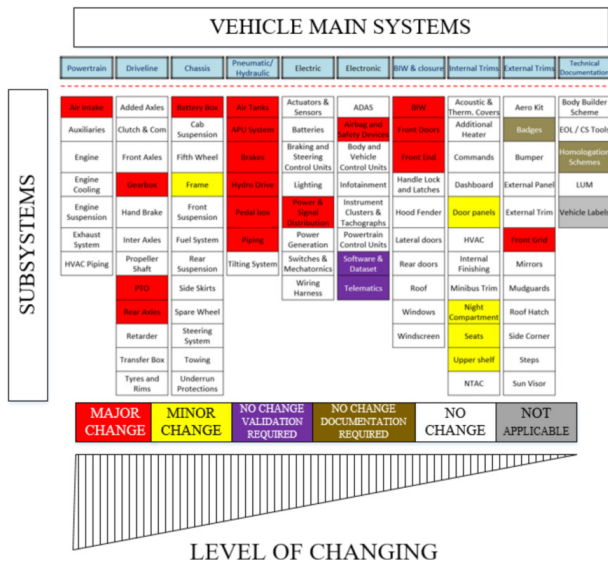 VEHICLE MAIN SYSTEMS
Powertrain
Driveline
Chassis
Pneumatic/
Hydraulic
Electric
Electronic
BIW & closure
Internal Trims
External Trims
Technical
Documentation
SUBSYSTEMS
Air Intake
Auxiliaries
Engine
Engine
Cooling
Engine
Suspension
Exhaust
System
HVAC Piping
Added Axles
Clutch & Com
Front Axles
Gearbox
Hand Brake
Inter Axles
Propeller
Shaft
PTO
Rear Axles
Retarder
Transfer Box
Tyres and
Rims
Battery Box
Cab
Suspension
Fifth Wheel
Frame
Front
Suspension
Fuel System
Rear
Suspension
Side Skirts
Spare Wheel
Steering
System
Towing
Underrun
Protections
Air Tanks
APU System
Brakes
Hydro Drive
Pedal box
Piping
Tilting System
Actuators &
Sensors
Batteries
Braking and
Steering
Control Units
Lighting
Power &
Signal
Distribution
Power
Generation
Switches &
Mechatornics
Wiring
Harness
ADAS
Airbag and
Safety Devices
Body and
Vehicle
Control Units
Infotainment
Instrument
Clusters &
Tachographs
Powertrain
Control Units
Software &
Dataset
Telematics
BIW
Front Doors
Front End
Handle Lock
and Latches
Hood Fender
Lateral doors
Rear doors
Roof
Windows
Windscreen
Acoustic &
Therm. Covers
Additional
Heater
Commands
Dashboard
Door panels
HVAC
Internal
Finishing
Minibus Trim
Night
Compartment
Seats
Upper shelf
NTAC
Aero Kit
Badges
Bumper
External Panel
External Trim
Front Grid
Mirrors
Mudguards
Roof Hatch
Side Corner
Steps
Sun Visor
Body Builder
Scheme
EOL / CS Tools
Homologation
Schemes
LUM
Vehicle Labels
MAJOR
CHANGE
MINOR
CHANGE
NO CHANGE
VALIDATION
REQUIRED
NO CHANGE
DOCUMENTATION
REQUIRED
NO
CHANGE
NOT
APPLICABLE
LEVEL OF CHANGING